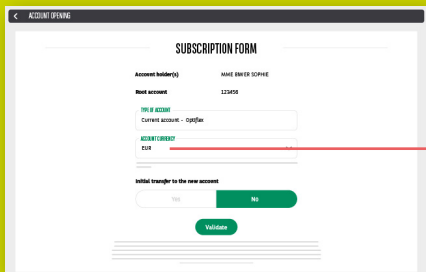 < ACCOUNT OPENING
SUBSCRIPTION FORM
Account holder(s) MME BNIER SOPHIE
Root account 123456
TYPE OF ACCOUNT
Current account - Optiflex
ACCOUNT CURRENCY
EUR
Initial transfer to the new account
Yes No
Validate